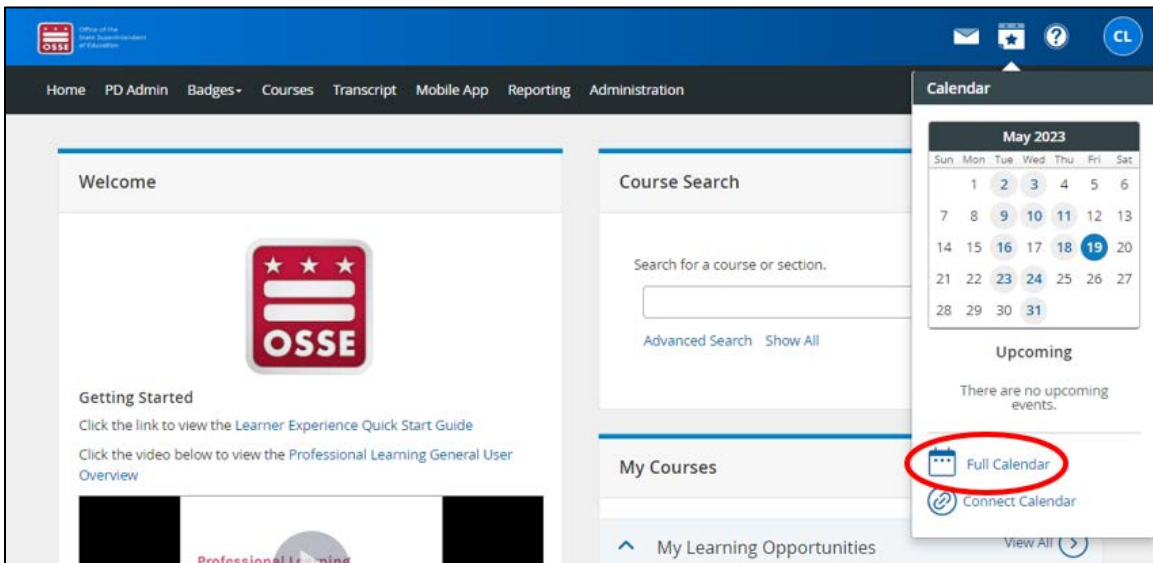 Office of the
State Superintendent
of Education
OSSE
CL
Home PD Admin Badges Courses Transcript Mobile App Reporting Administration
Calendar
May 2023
Sun Mon Tue Wed Thu Fri Sat
1 2 3 4 5 6
7 8 9 10 11 12 13
14 15 16 17 18 19 20
21 22 23 24 25 26 27
28 29 30 31
Upcoming
There are no upcoming
events.
Full Calendar
Connect Calendar
Welcome
OSSE
Getting Started
Click the link to view the Learner Experience Quick Start Guide
Click the video below to view the Professional Learning General User
Overview
Professional
Course Search
Search for a course or section.
Advanced Search Show All
My Courses
My Learning Opportunities
View All